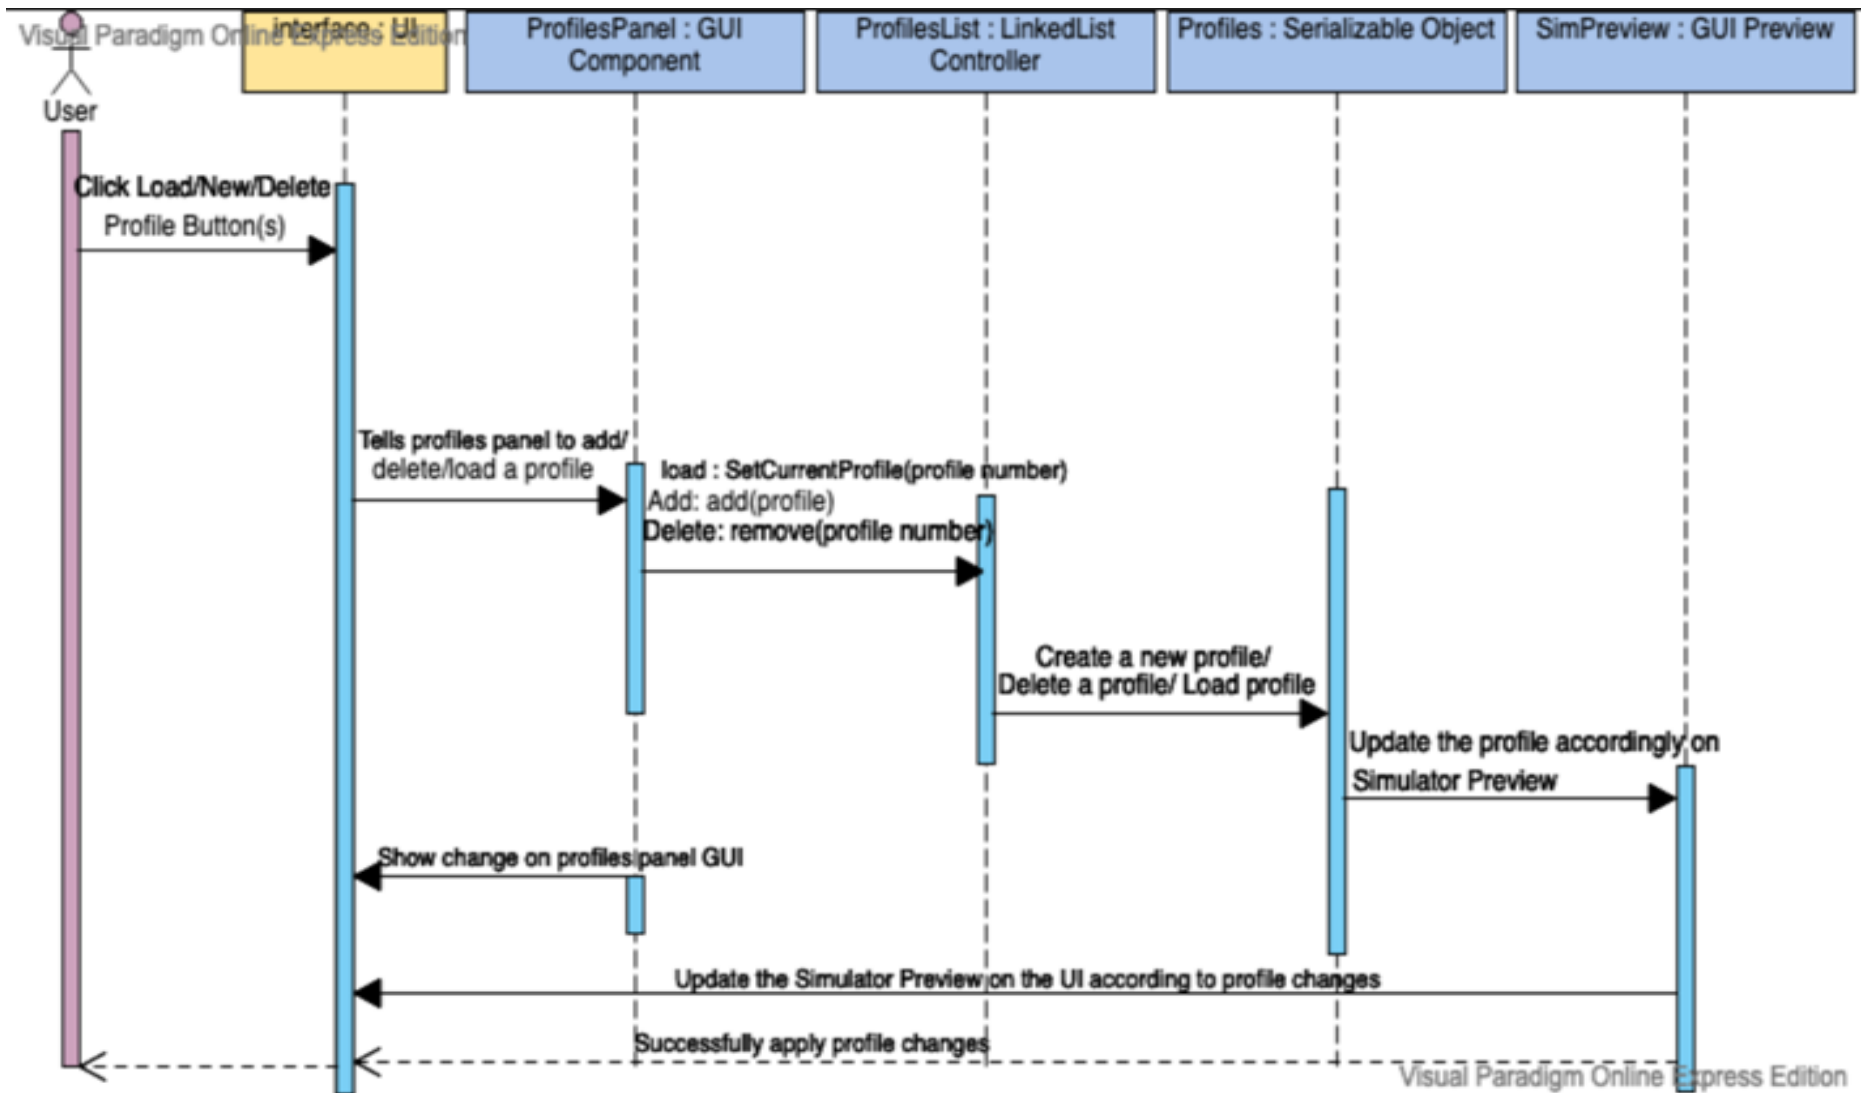 Visual Paradigm Online Express Edition
User
interface : UI
ProfilesPanel : GUI
Component
ProfilesList : LinkedList
Controller
Profiles : Serializable Object
SimPreview : GUI Preview
Click Load/New/Delete
Profile Button(s)
Tells profiles panel to add/
delete/load a profile
load : SetCurrentProfile(profile number)
Add: add(profile)
Delete: remove(profile number)
Create a new profile/
Delete a profile/ Load profile
Update the profile accordingly on
Simulator Preview
Show change on profiles panel GUI
Update the Simulator Preview on the UI according to profile changes
Successfully apply profile changes
Visual Paradigm Online Express Edition